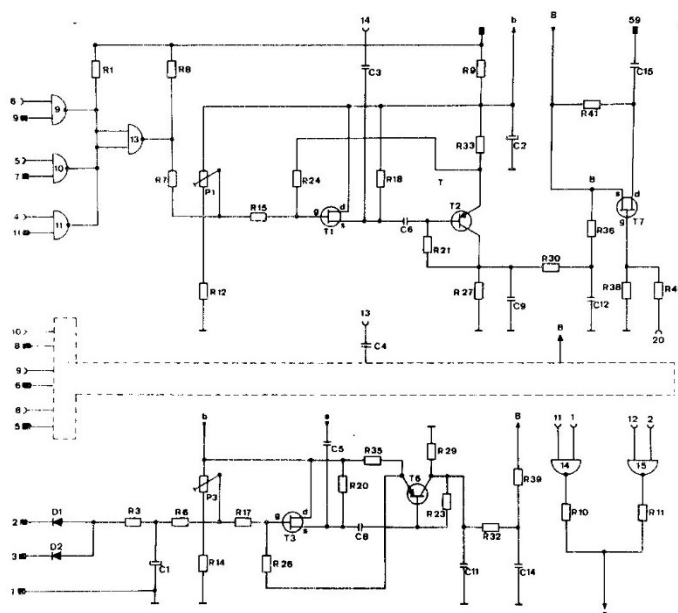 14
b
B
59
R1
R8
C3
R9
C15
6
9
9
13
R41
5
7
10
R33
C2
R7
P1
R24
R18
T
B
4
11
11
R15
g
d
s
T1
C6
T2
s
d
g
T7
R21
R36
R30
R12
R27
C9
C12
R38
R4
20
10
8
13
C4
B
9
6
6
5
b
a
B
11
1
12
2
C5
R35
R29
R39
14
15
P3
R20
T6
2
D1
R3
R6
R17
g
d
s
T3
C8
R23
R10
R11
3
D2
R32
1
C1
R14
R26
C11
C14